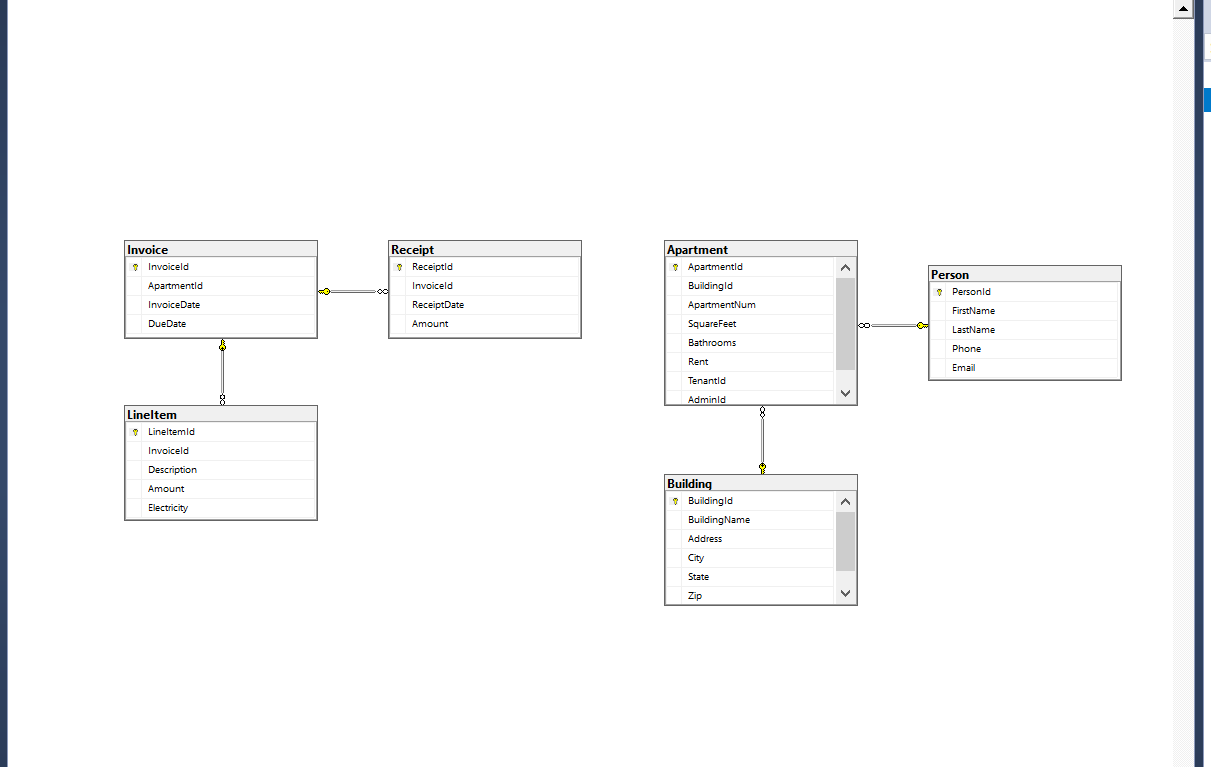 Invoice
InvoiceId
ApartmentId
InvoiceDate
DueDate
Receipt
ReceiptId
InvoiceId
ReceiptDate
Amount
LineItem
LineItemId
InvoiceId
Description
Amount
Electricity
Apartment
ApartmentId
BuildingId
ApartmentNum
SquareFeet
Bathrooms
Rent
TenantId
AdminId
Person
PersonId
FirstName
LastName
Phone
Email
Building
BuildingId
BuildingName
Address
City
State
Zip